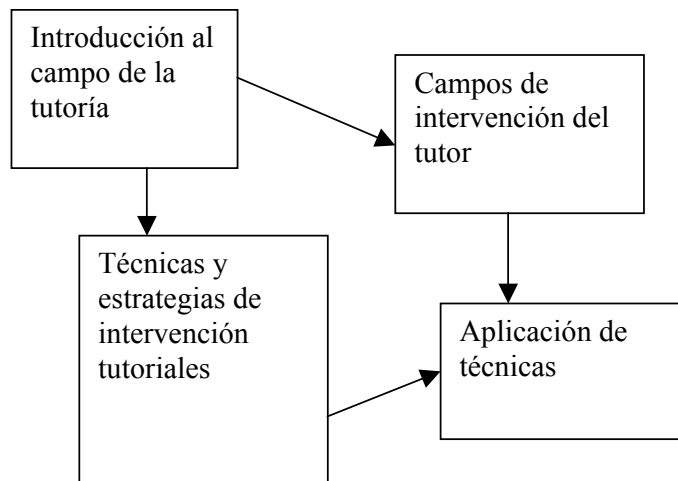 Introducción al
campo de la
tutoría
Campos de
intervención del
tutor
Técnicas y
estrategias de
intervención
tutoriales
Aplicación de
técnicas